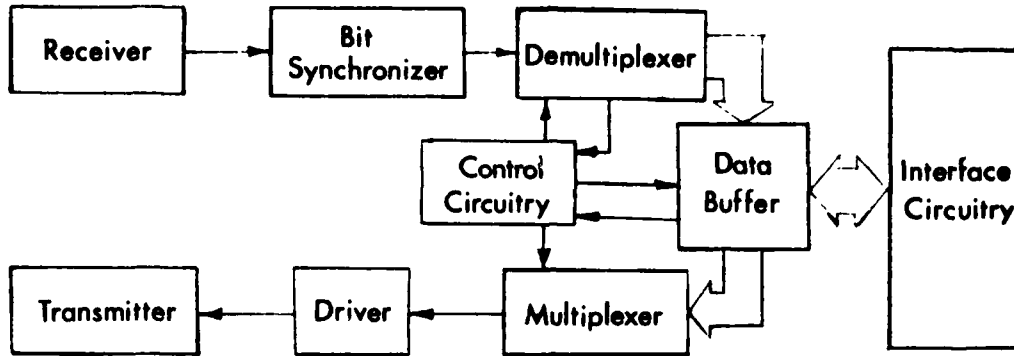 Receiver
Bit
Synchronizer
Demultiplexer
Control
Circuitry
Data
Buffer
Interface
Circuitry
Transmitter
Driver
Multiplexer